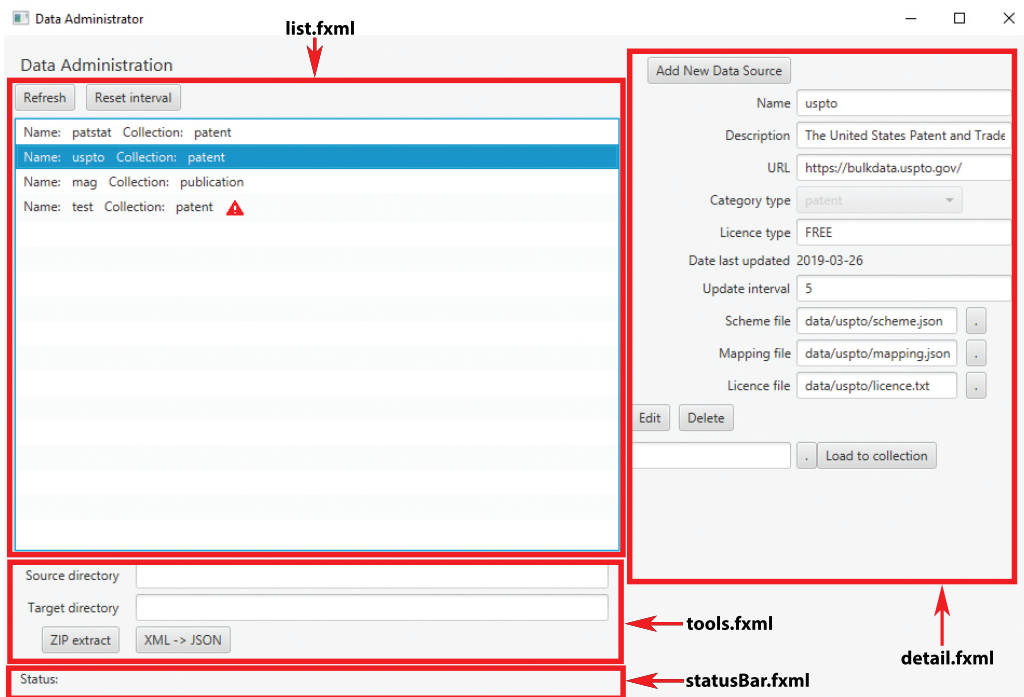 Data Administrator
list.fxml
Data Administration
Refresh Reset interval
Name: patstat Collection: patent
Name: uspto Collection: patent
Name: mag Collection: publication
Name: test Collection: patent
Source directory
Target directory
ZIP extract XML -> JSON
Status:
Add New Data Source
Name uspto
Description The United States Patent and Trade
URL https://bulkdata.uspto.gov/
Category type patent
Licence type FREE
Date last updated 2019-03-26
Update interval 5
Scheme file data/uspto/scheme.json .
Mapping file data/uspto/mapping.json .
Licence file data/uspto/licence.txt .
Edit Delete
. Load to collection
tools.fxml
detail.fxml
statusBar.fxml